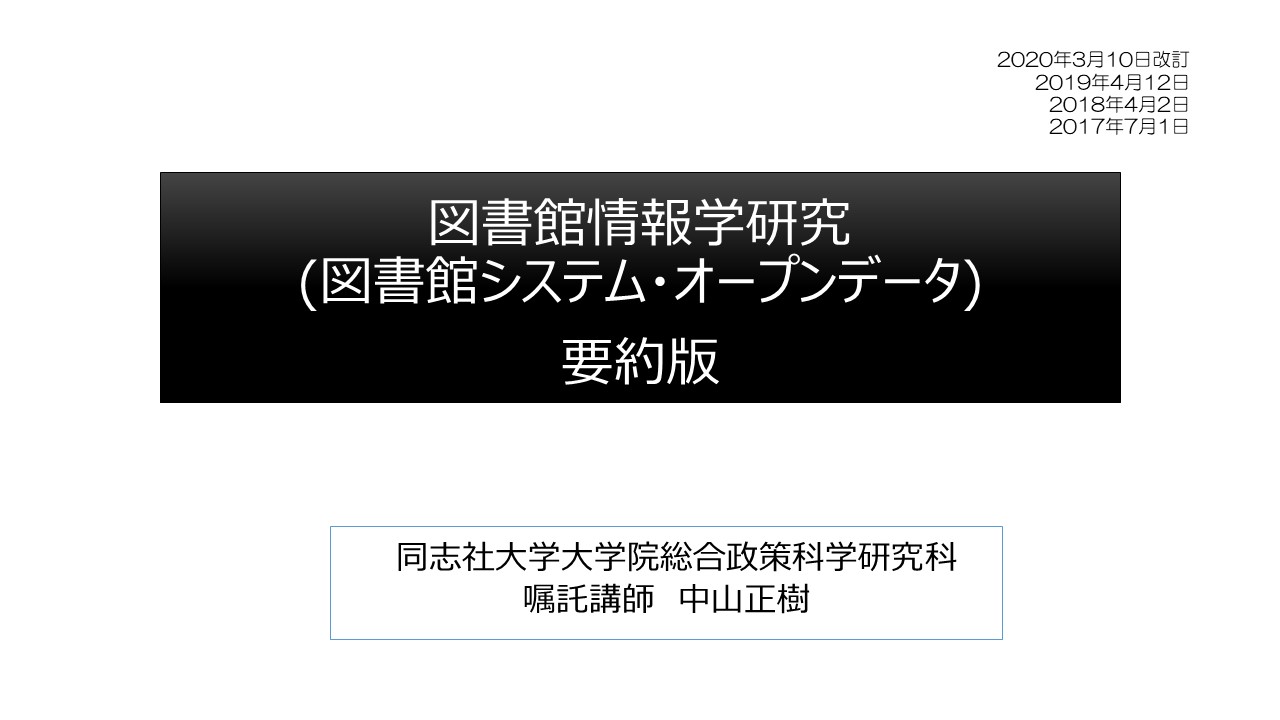 2020年3月10日改訂
2019年4月12日
2018年4月2日
2017年7月1日
図書館情報学研究
(図書館システム・オープンデータ)
要約版
同志社大学大学院総合政策科学研究科
嘱託講師　中山正樹